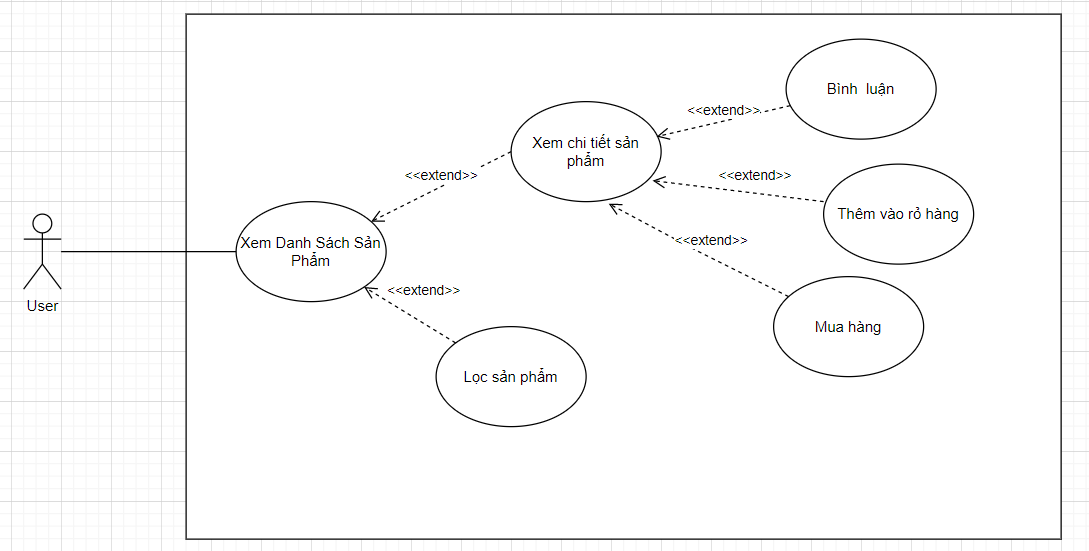 Bình luận
<<extend>>
Xem chi tiết sản
phẩm
<<extend>>
<<extend>>
Thêm vào rỏ hàng
<<extend>>
Xem Danh Sách Sản
Phẩm
<<extend>>
User
Mua hàng
Lọc sản phẩm